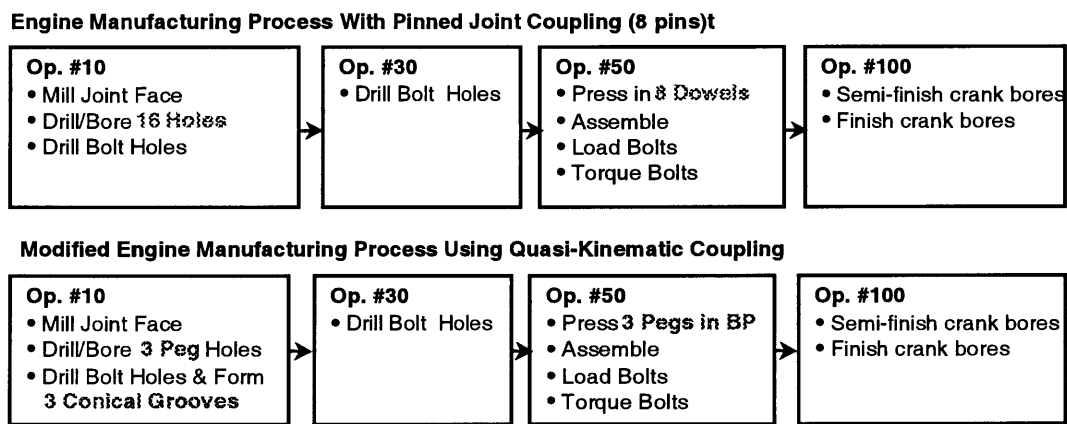 Engine Manufacturing Process With Pinned Joint Coupling (8 pins)t
Op. #10
• Mill Joint Face
• Drill/Bore 16 Holes
• Drill Bolt Holes
Op. #30
• Drill Bolt Holes
Op. #50
• Press in 8 Dowels
• Assemble
• Load Bolts
• Torque Bolts
Op. #100
• Semi-finish crank bores
• Finish crank bores
Modified Engine Manufacturing Process Using Quasi-Kinematic Coupling
Op. #10
• Mill Joint Face
• Drill/Bore 3 Peg Holes
• Drill Bolt Holes & Form
3 Conical Grooves
Op. #30
• Drill Bolt Holes
Op. #50
• Press 3 Pegs in BP
• Assemble
• Load Bolts
• Torque Bolts
Op. #100
• Semi-finish crank bores
• Finish crank bores